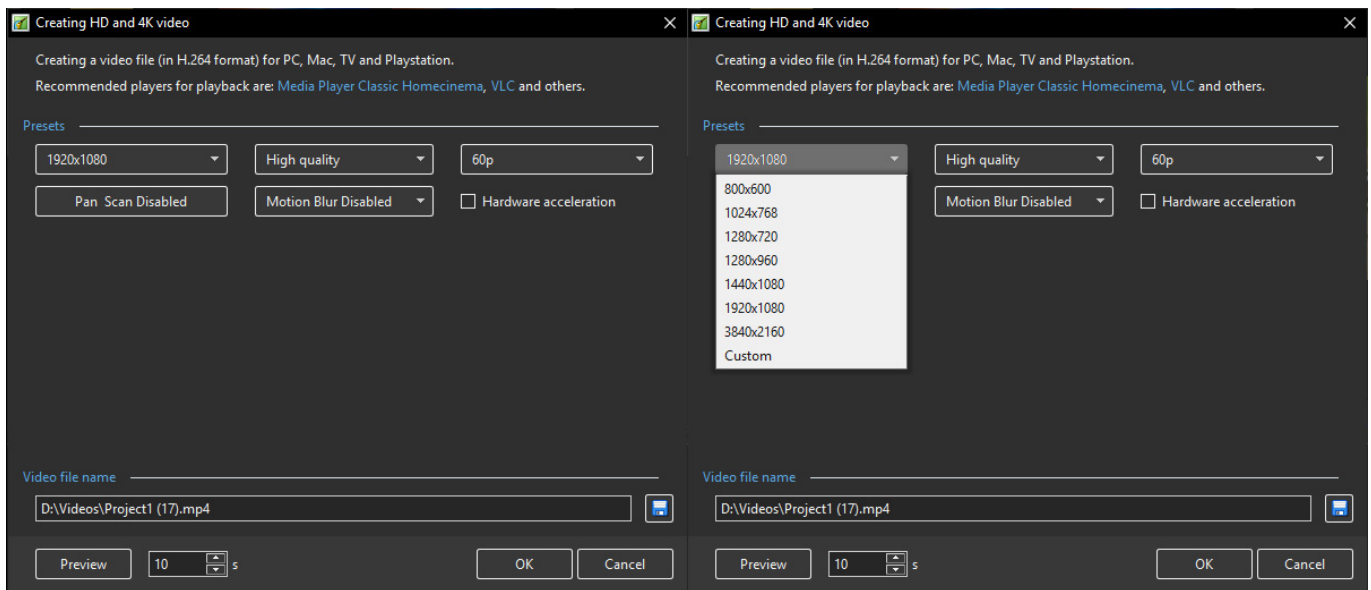 Creating HD and 4K video
Creating a video file (in H.264 format) for PC, Mac, TV and Playstation.
Recommended players for playback are: Media Player Classic Homecinema, VLC and others.
Presets
1920x1080 High quality 60p
Pan Scan Disabled Motion Blur Disabled Hardware acceleration
Video file name
D:\Videos\Project1 (17).mp4
Preview 10 s OK Cancel
Creating HD and 4K video
Creating a video file (in H.264 format) for PC, Mac, TV and Playstation.
Recommended players for playback are: Media Player Classic Homecinema, VLC and others.
Presets
1920x1080 High quality 60p
800x600
Motion Blur Disabled Hardware acceleration
1024x768
1280x720
1280x960
1440x1080
1920x1080
3840x2160
Custom
Video file name
D:\Videos\Project1 (17).mp4
Preview 10 s OK Cancel